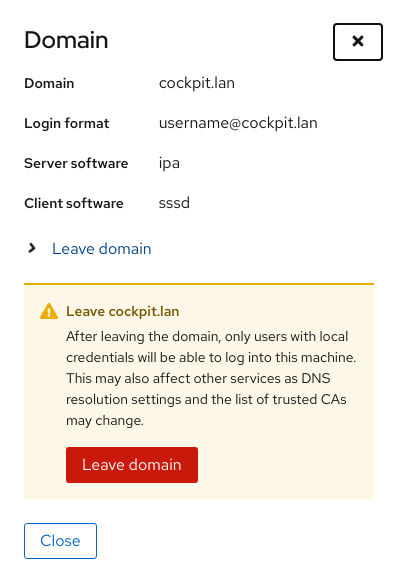 Domain
Domain cockpit.lan
Login format username@cockpit.lan
Server software ipa
Client software sssd
Leave domain
Leave cockpit.lan
After leaving the domain, only users with local
credentials will be able to log into this machine.
This may also affect other services as DNS
resolution settings and the list of trusted CAs
may change.
Leave domain
Close